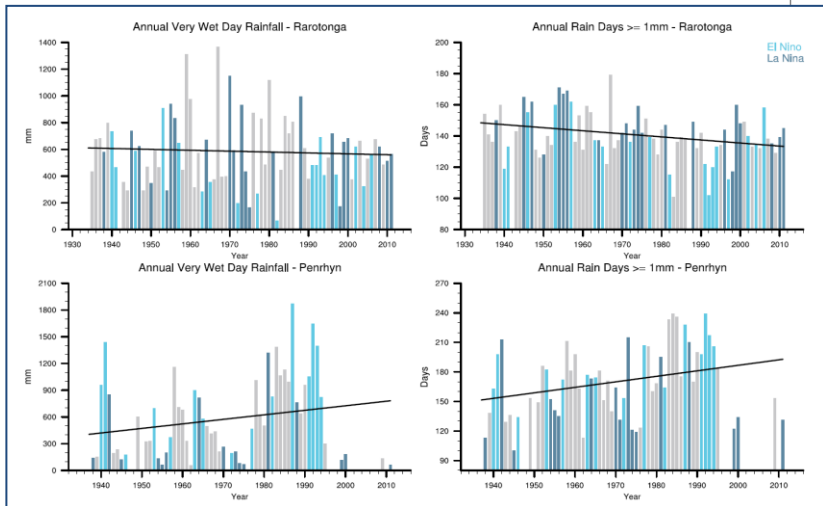 Annual Very Wet Day Rainfall - Rarotonga
1400
1200
1000
800
600
400
200
0
mm
1930 1940 1950 1960 1970 1980 1990 2000 2010
Year
Annual Rain Days >= 1mm - Rarotonga
El Nino
La Nina
200
180
160
140
120
100
80
Days
1930 1940 1950 1960 1970 1980 1990 2000 2010
Year
Annual Very Wet Day Rainfall - Penrhyn
2100
1800
1500
1200
900
600
300
0
mm
1930 1940 1950 1960 1970 1980 1990 2000 2010
Year
Annual Rain Days >= 1mm - Penrhyn
270
240
210
180
150
120
90
Days
1930 1940 1950 1960 1970 1980 1990 2000 2010
Year